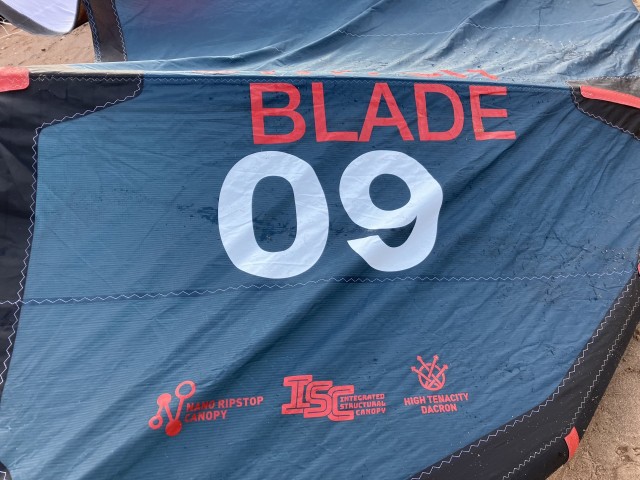 BLADE
09
NANO RIPSTOP
CANOPY
ISC INTEGRATED
STRUCTURAL
CANOPY
HIGH TENACITY
DACRON